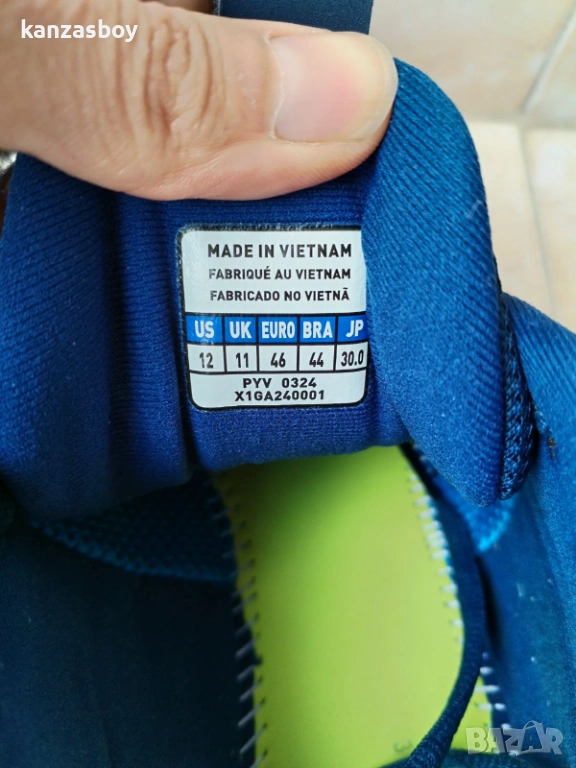 kanzasboy
MADE IN VIETNAM
FABRIQUÉ AU VIETNAM
FABRICADO NO VIETNÃ
US UK EURO BRA JP
12 11 46 44 30.0
PYV 0324
X1GA240001
BAZAR